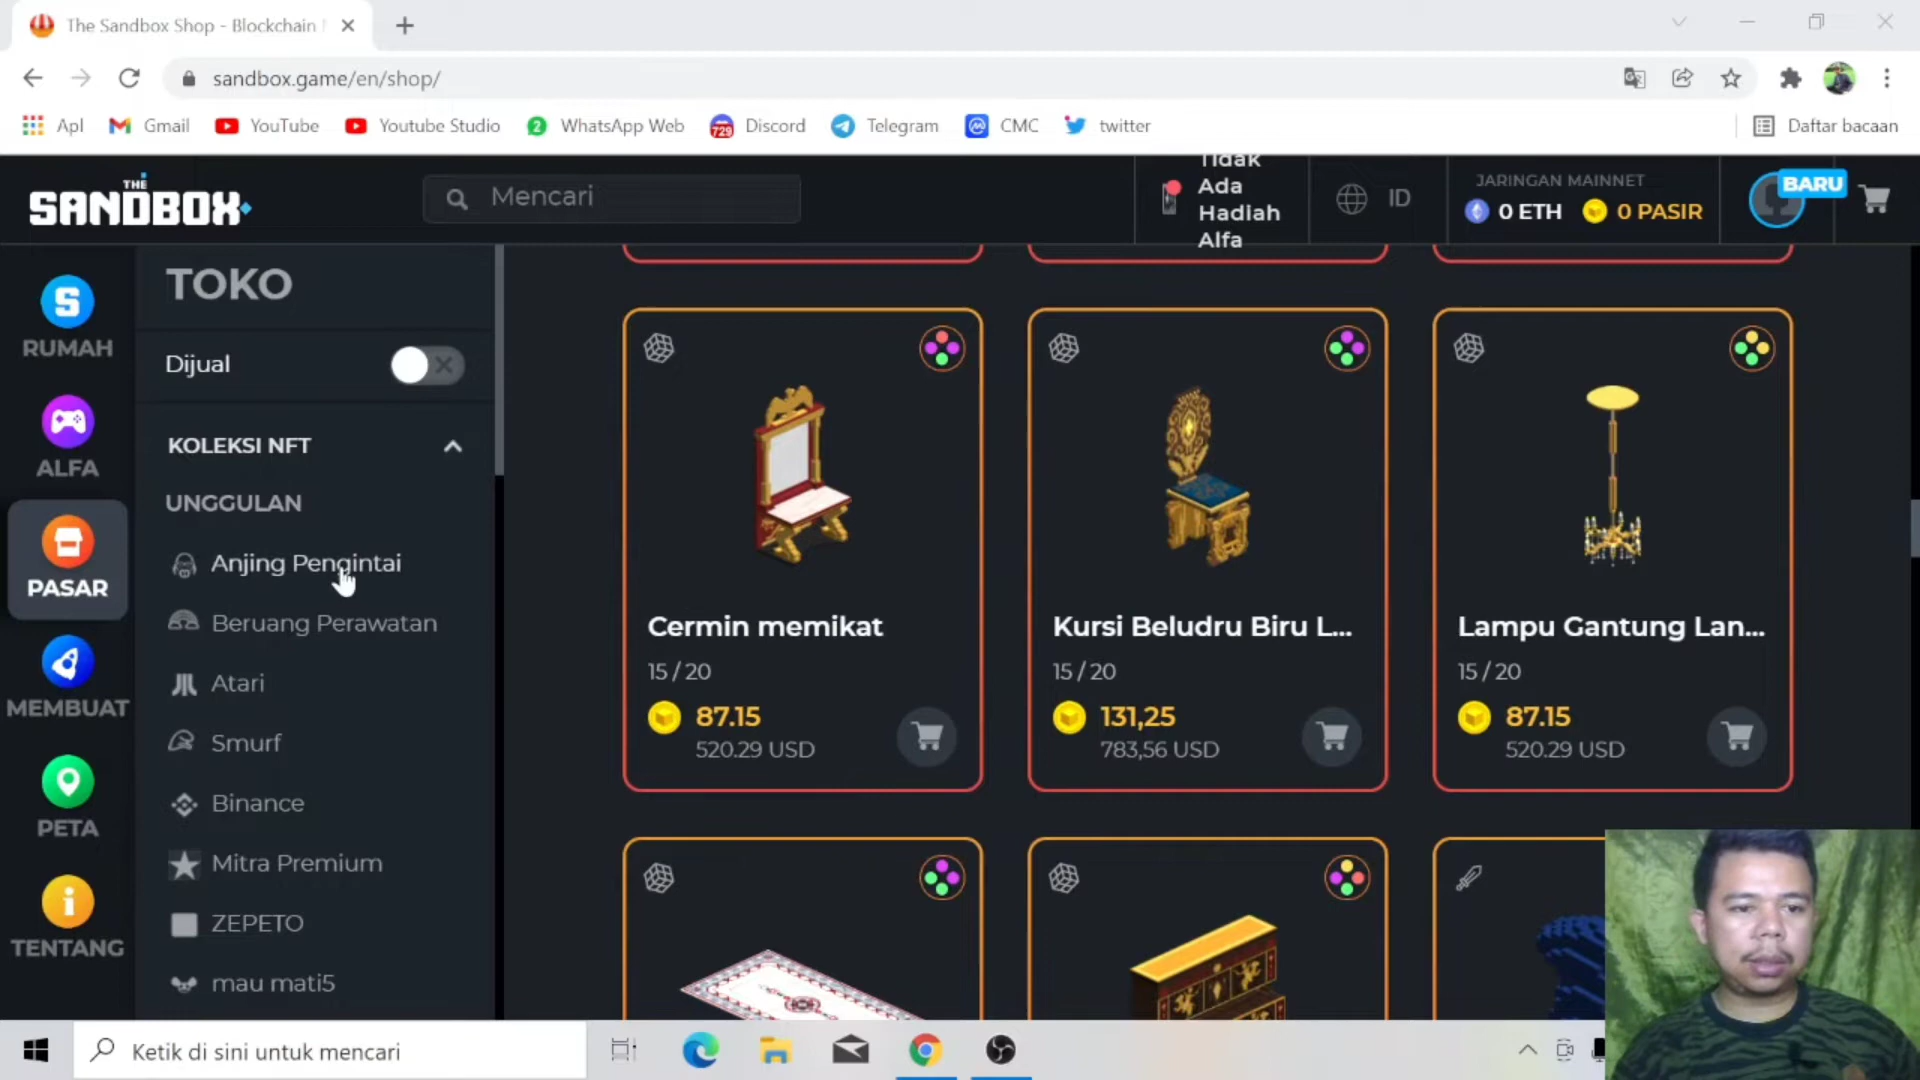 The Sandbox Shop - Blockchain
sandbox.game/en/shop/
Apl
Gmail
YouTube
Youtube Studio
2
WhatsApp Web
729
Discord
Telegram
CMC
twitter
Daftar bacaan
THE
SANDBOX
Mencari
Tidak
Ada
Hadiah
Alfa
ID
JARINGAN MAINNET
0 ETH
0 PASIR
BARU
S
RUMAH
ALFA
PASAR
MEMBUAT
PETA
i
TENTANG
TOKO
Dijual
KOLEKSI NFT
UNGGULAN
Anjing Pengintai
Beruang Perawatan
Atari
Smurf
Binance
Mitra Premium
ZEPETO
mau mati5
Cermin memikat
15 / 20
87.15
520.29 USD
Kursi Beludru Biru L...
15 / 20
131,25
783,56 USD
Lampu Gantung Lan...
15 / 20
87.15
520.29 USD
Ketik di sini untuk mencari